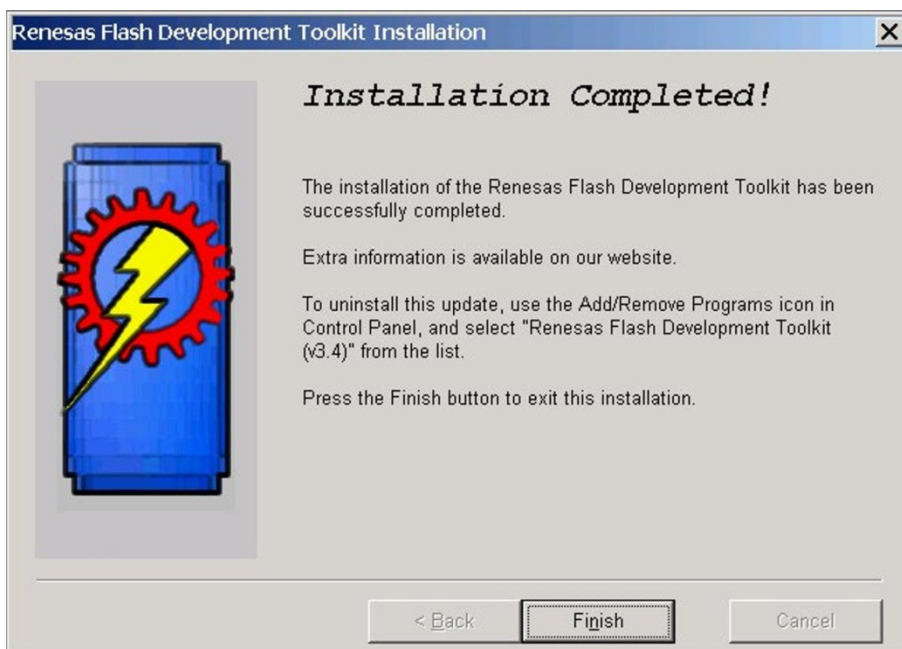 Renesas Flash Development Toolkit Installation
Installation Completed!
The installation of the Renesas Flash Development Toolkit has been
successfully completed.
Extra information is available on our website.
To uninstall this update, use the Add/Remove Programs icon in
Control Panel, and select "Renesas Flash Development Toolkit
(v3.4)" from the list.
Press the Finish button to exit this installation.
< Back
Finish
Cancel